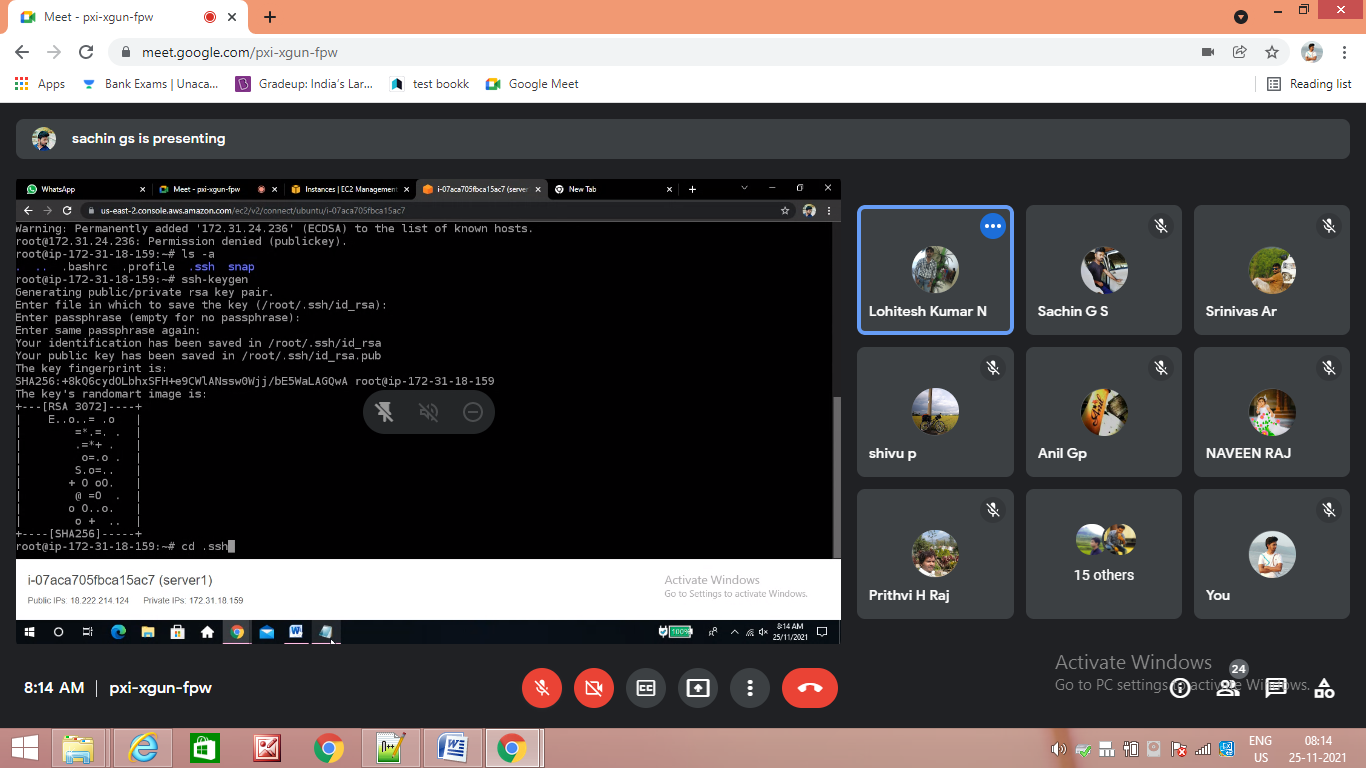 Meet - pxi-xgun-fpw
meet.google.com/pxi-xgun-fpw
Apps
Bank Exams | Unaca...
Gradeup: India's Lar...
test bookk
Google Meet
Reading list
sachin gs is presenting
WhatsApp
Meet - pxi-xgun-fpw
Instances | EC2 Management
i-07aca705fbca15ac7 (server
New Tab
us-east-2.console.aws.amazon.com/ec2/v2/connect/ubuntu/i-07aca705fbca15ac7
Warning: Permanently added '172.31.24.236' (ECDSA) to the list of known hosts.
root@172.31.24.236: Permission denied (publickey).
root@ip-172-31-18-159:~# ls -a
.  ..  .bashrc  .profile  .ssh  snap
root@ip-172-31-18-159:~# ssh-keygen
Generating public/private rsa key pair.
Enter file in which to save the key (/root/.ssh/id_rsa):
Enter passphrase (empty for no passphrase):
Enter same passphrase again:
Your identification has been saved in /root/.ssh/id_rsa
Your public key has been saved in /root/.ssh/id_rsa.pub
The key fingerprint is:
SHA256:+8kQ6cydOLbhxSFH+e9CWlANssw0Wjj/bE5WaLAGQwA root@ip-172-31-18-159
The key's randomart image is:
+---[RSA 3072]----+
|    E..o..= .o   |
|        =*.=. .  |
|        .=*+ .   |
|         o=.o .  |
|        S.o=..   |
|       + O oO.   |
|        @ =O  .  |
|       o O..o.   |
|        o +  ..  |
+----[SHA256]-----+
root@ip-172-31-18-159:~# cd .ssh
i-07aca705fbca15ac7 (server1)
Public IPs: 18.222.214.124 Private IPs: 172.31.18.159
Activate Windows
Go to Settings to activate Windows.
100%
8:14 AM
25/11/2021
Lohitesh Kumar N
Sachin G S
Srinivas Ar
shivu p
Anil Gp
NAVEEN RAJ
Prithvi H Raj
15 others
You
8:14 AM | pxi-xgun-fpw
24
Activate Windows
Go to PC settings to activate Windows.
ENG
US
08:14
25-11-2021